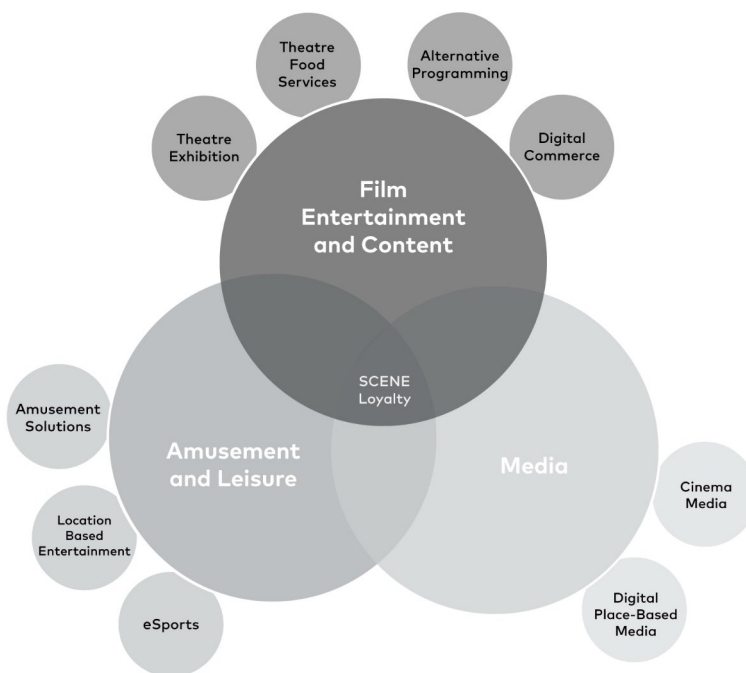 Theatre
Food
Services
Alternative
Programming
Theatre
Exhibition
Digital
Commerce
Film
Entertainment
and Content
SCENE
Loyalty
Amusement
Solutions
Amusement
and Leisure
Media
Cinema
Media
Location
Based
Entertainment
eSports
Digital
Place-Based
Media